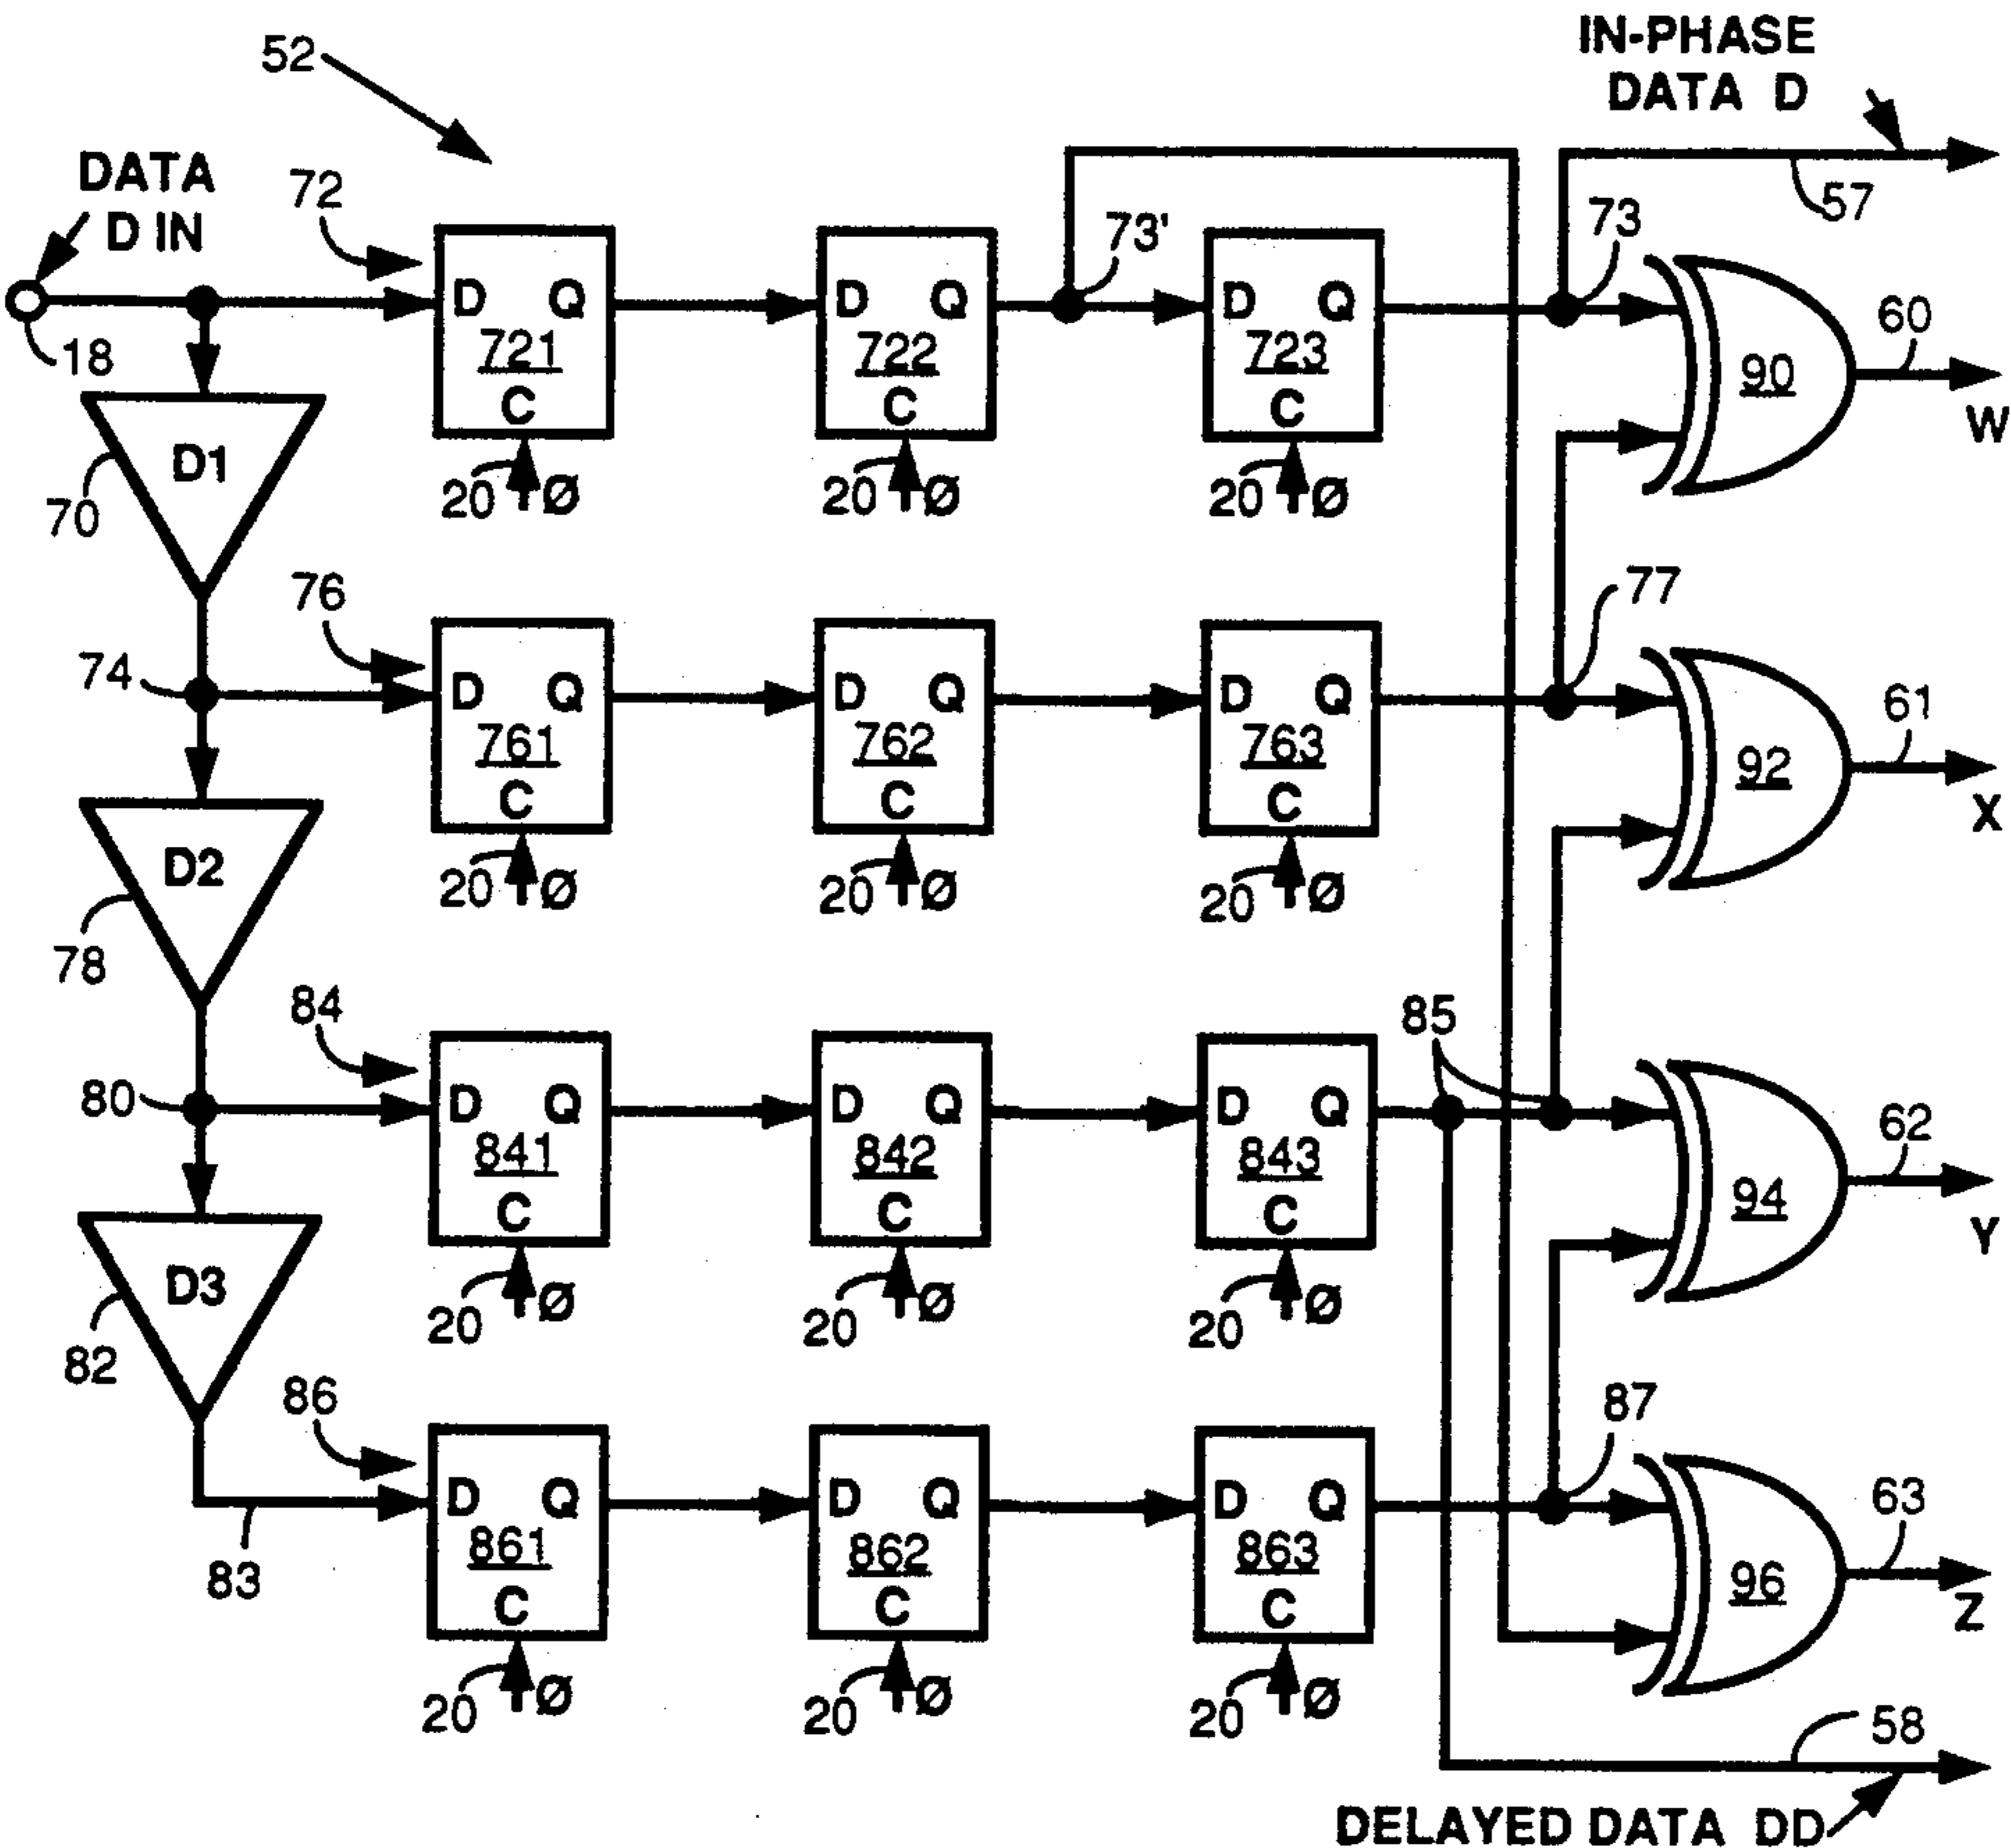 52
IN-PHASE
DATA D
DATA
D IN
72
73'
73
57
18
D Q
721
C
D Q
722
C
D Q
723
C
90
60
W
D1
70
20 Ø
20 Ø
20 Ø
76
77
74
D Q
761
C
D Q
762
C
D Q
763
C
92
61
X
D2
78
20 Ø
20 Ø
20 Ø
84
85
80
D Q
841
C
D Q
842
C
D Q
843
C
94
62
Y
D3
82
20 Ø
20 Ø
20 Ø
86
87
83
D Q
861
C
D Q
862
C
D Q
863
C
96
63
Z
20 Ø
20 Ø
20 Ø
58
DELAYED DATA DD